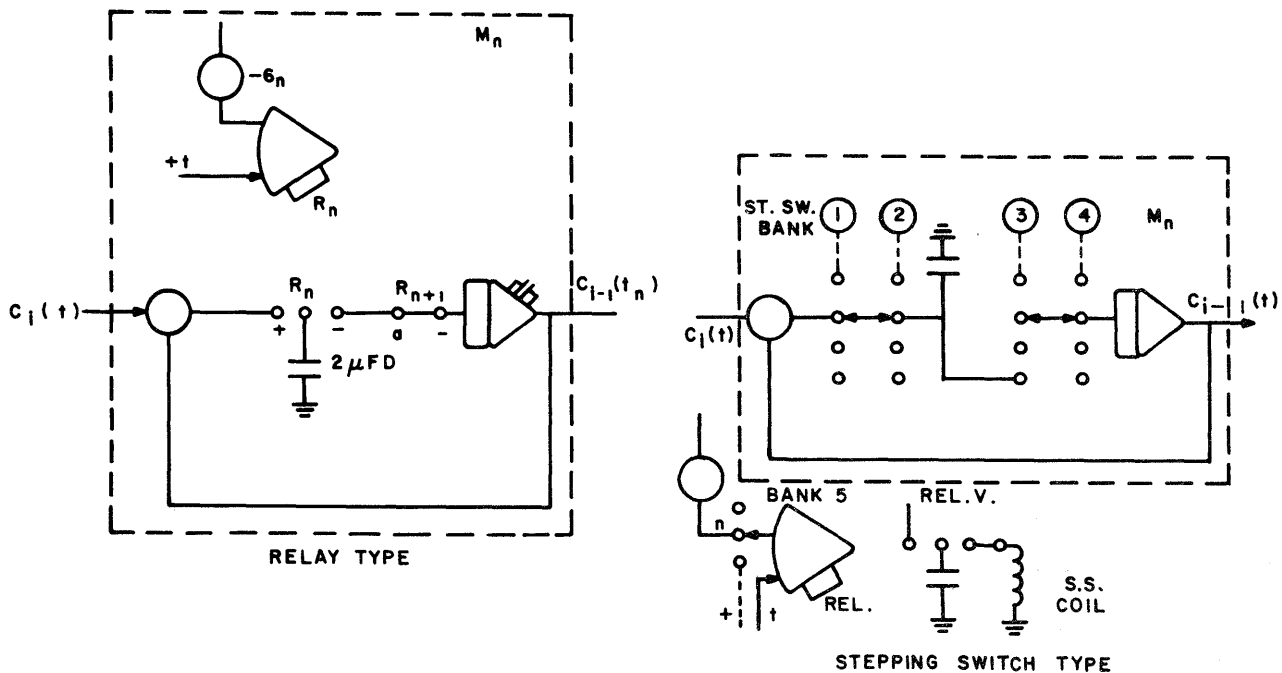 Mn
-6n
+t
Rn
Ci(t)
Rn
Rn+1
Ci-1(tn)
+
-
a
-
2μFD
RELAY TYPE
ST. SW.
BANK
1
2
3
4
Mn
Ci(t)
Ci-1(t)
BANK 5
REL.V.
n
+
t
REL.
S.S.
COIL
STEPPING SWITCH TYPE